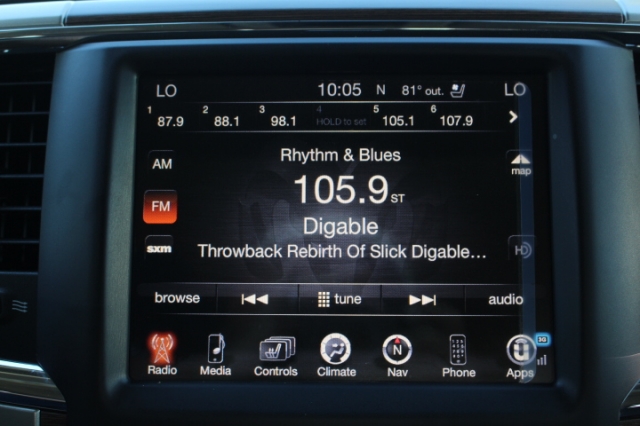 LO 10:05 N 81° out. LO
1 87.9 2 88.1 3 98.1 4 HOLD to set 5 105.1 6 107.9
AM Rhythm & Blues map
FM 105.9 ST
Digable
sxm Throwback Rebirth Of Slick Digable... HD
browse tune audio
Radio Media Controls Climate N Nav Phone U Apps 3G